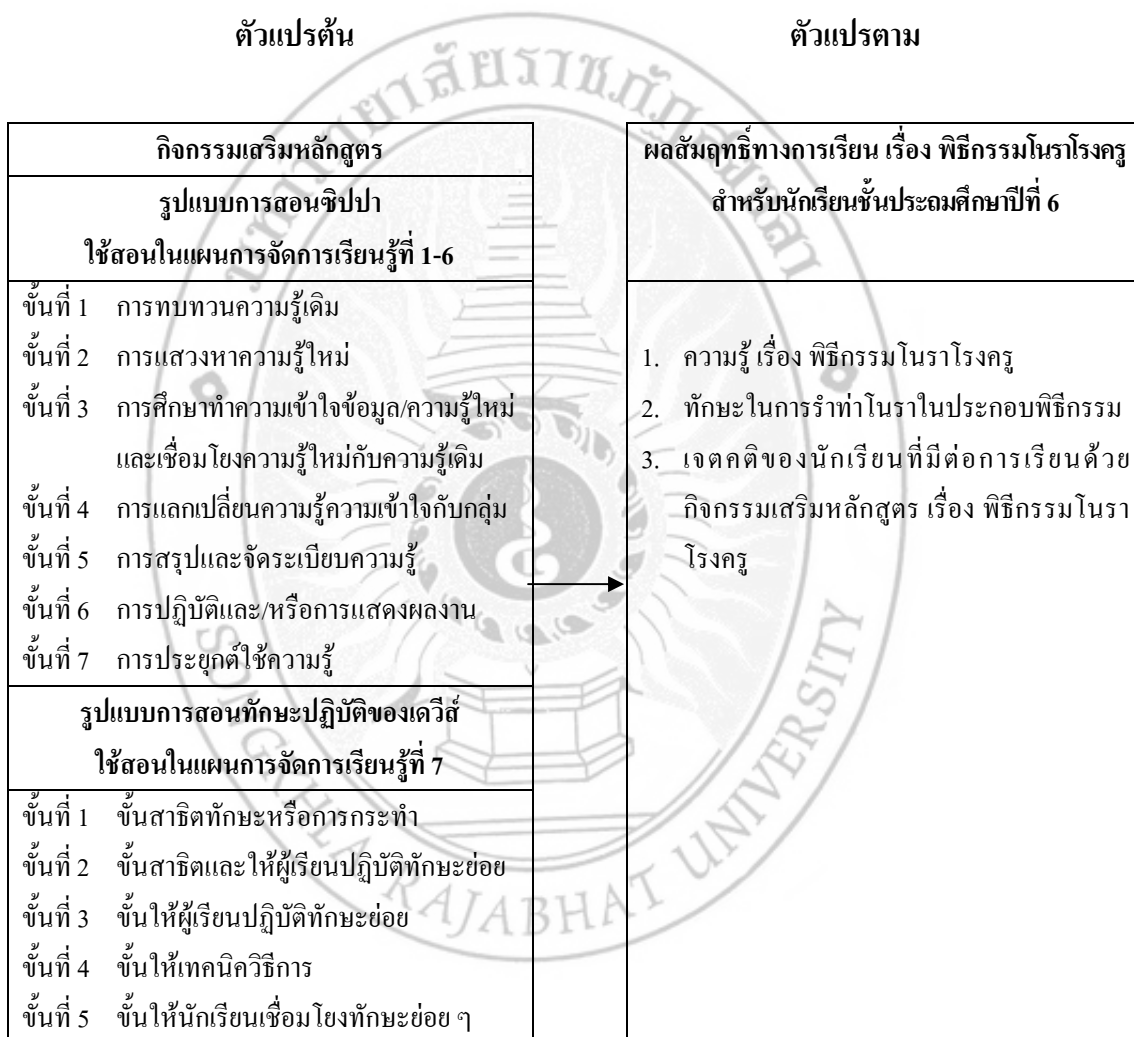 ตัวแปรต้น
ตัวแปรตาม
กิจกรรมเสริมหลักสูตร
รูปแบบการสอนซิปปา
ใช้สอนในแผนการจัดการเรียนรู้ที่ 1-6
ขั้นที่ 1 การทบทวนความรู้เดิม
ขั้นที่ 2 การแสวงหาความรู้ใหม่
ขั้นที่ 3 การศึกษาทำความเข้าใจข้อมูล/ความรู้ใหม่
และเชื่อมโยงความรู้ใหม่กับความรู้เดิม
ขั้นที่ 4 การแลกเปลี่ยนความรู้ความเข้าใจกับกลุ่ม
ขั้นที่ 5 การสรุปและจัดระเบียบความรู้
ขั้นที่ 6 การปฏิบัติและ/หรือการแสดงผลงาน
ขั้นที่ 7 การประยุกต์ใช้ความรู้
รูปแบบการสอนทักษะปฏิบัติของเดวีส์
ใช้สอนในแผนการจัดการเรียนรู้ที่ 7
ขั้นที่ 1 ขั้นสาธิตทักษะหรือการกระทำ
ขั้นที่ 2 ขั้นสาธิตและให้ผู้เรียนปฏิบัติทักษะย่อย
ขั้นที่ 3 ขั้นให้ผู้เรียนปฏิบัติทักษะย่อย
ขั้นที่ 4 ขั้นให้เทคนิควิธีการ
ขั้นที่ 5 ขั้นให้นักเรียนเชื่อมโยงทักษะย่อย ๆ
ผลสัมฤทธิ์ทางการเรียน เรื่อง พิธีกรรมโนราโรงครู
สำหรับนักเรียนชั้นประถมศึกษาปีที่ 6
1. ความรู้ เรื่อง พิธีกรรมโนราโรงครู
2. ทักษะในการรำท่าโนราในประกอบพิธีกรรม
3. เจตคติของนักเรียนที่มีต่อการเรียนด้วย
กิจกรรมเสริมหลักสูตร เรื่อง พิธีกรรมโนรา
โรงครู
มหาวิทยาลัยราชภัฏสงขลา
SONGKHLA RAJABHAT UNIVERSITY